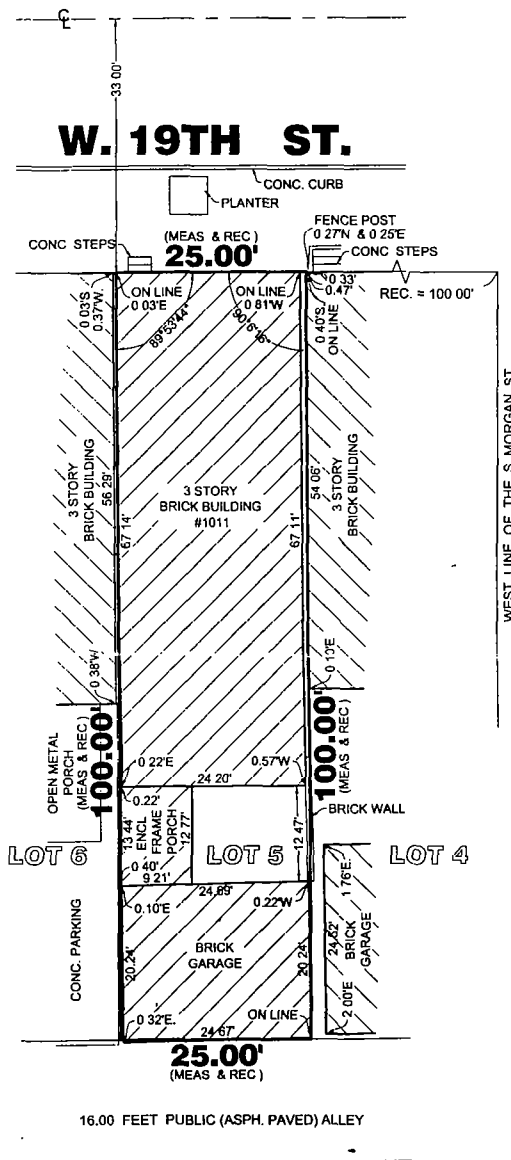 ℄
33 00'
W. 19TH ST.
CONC. CURB
PLANTER
FENCE POST
0 27'N & 0 25'E
(MEAS & REC)
25.00'
CONC STEPS
CONC STEPS
0.33'
0.47'
REC. = 100 00'
0 03'S
0.37'W.
ON LINE
0 03'E
ON LINE
0 81'W
0 40'S.
ON LINE
89°53'44"
90°6'16"
WEST LINE OF THE S MORGAN ST
3 STORY
BRICK BUILDING
56 29'
67 14'
3 STORY
BRICK BUILDING
#1011
67 11'
54 06'
3 STORY
BRICK BUILDING
0 38'W
0 13'E
OPEN METAL
PORCH
(MEAS & REC)
100.00'
100.00'
(MEAS & REC)
0 22'E
0.57'W
24 20'
0.22'
BRICK WALL
13 44'
ENCL
FRAME
PORCH
12 77'
12 47'
LOT 6
LOT 5
LOT 4
0 40'
9 21'
24.69'
0.10'E
0.22'W
1 76'E.
24.52'
BRICK
GARAGE
2 00'E
CONC. PARKING
20.24'
BRICK
GARAGE
20 24'
0 32'E.
ON LINE
24 67'
25.00'
(MEAS & REC)
16.00 FEET PUBLIC (ASPH. PAVED) ALLEY